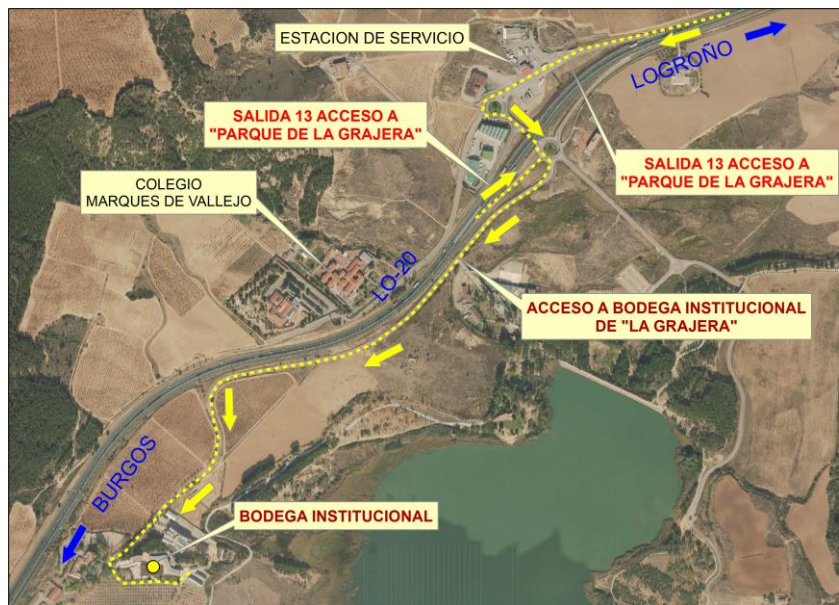 ESTACION DE SERVICIO
LOGROÑO
SALIDA 13 ACCESO A
"PARQUE DE LA GRAJERA"
SALIDA 13 ACCESO A
"PARQUE DE LA GRAJERA"
COLEGIO
MARQUES DE VALLEJO
LO-20
ACCESO A BODEGA INSTITUCIONAL
DE "LA GRAJERA"
BURGOS
BODEGA INSTITUCIONAL